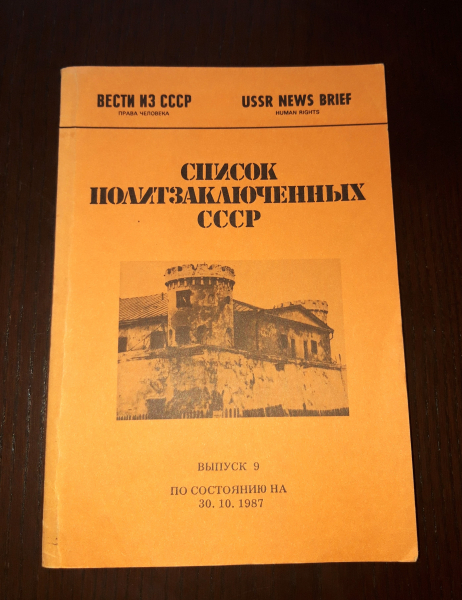 ВЕСТИ ИЗ СССР
ПРАВА ЧЕЛОВЕКА
USSR NEWS BRIEF
HUMAN RIGHTS
СПИСОК
ПОЛИТЗАКЛЮЧЕННЫХ
СССР
ВЫПУСК 9
ПО СОСТОЯНИЮ НА
30. 10. 1987